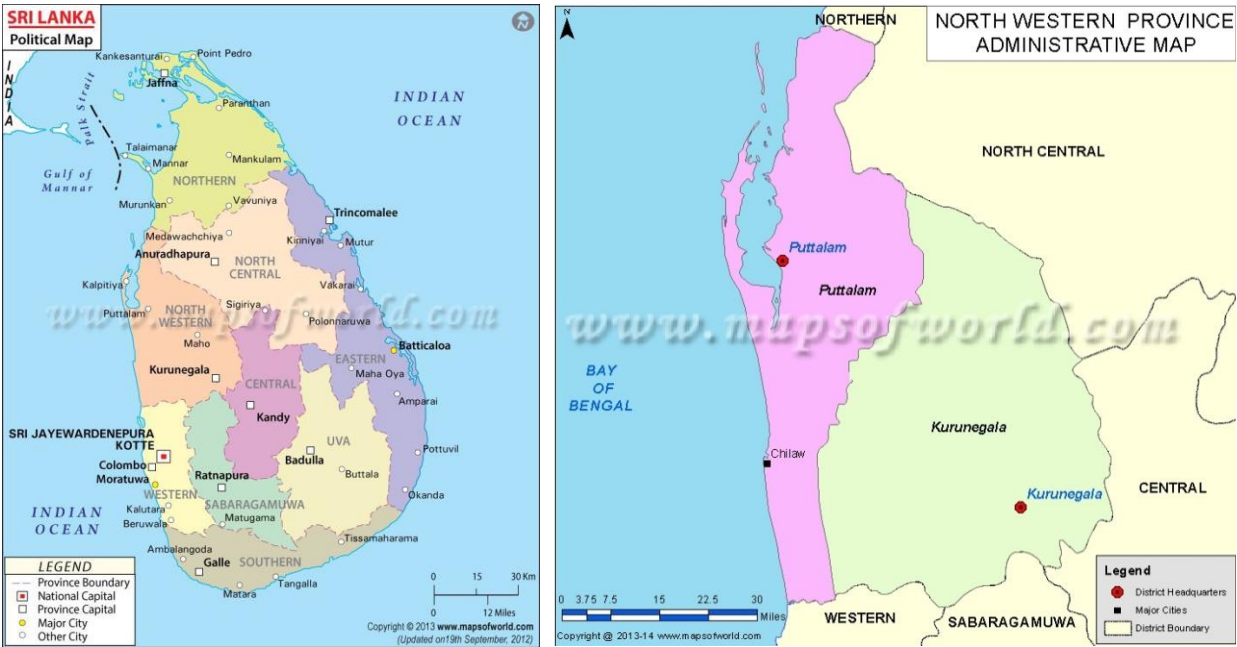 SRI LANKA
Political Map
N
INDIA
Kankesanturai
Point Pedro
Jaffna
Palk Strait
Paranthan
INDIAN
OCEAN
Talaimanar
Mannar
Mankulam
Gulf of
Mannar
NORTHERN
Murunkan
Vavuniya
Trincomalee
Medawachchiya
Kinniyai
Mutur
Anuradhapura
NORTH
CENTRAL
Kalpitiya
Vakarai
Puttalam
NORTH
WESTERN
Sigiriya
Polonnaruwa
www.mapsofworld.com
Maho
Batticaloa
EASTERN
Kurunegala
CENTRAL
Maha Oya
Kandy
Amparai
SRI JAYEWARDENEPURA
KOTTE
UVA
Badulla
Pottuvil
Colombo
Moratuwa
Ratnapura
Buttala
WESTERN
SABARAGAMUWA
Okanda
INDIAN
OCEAN
Kalutara
Beruwala
Matugama
Tissamaharama
Ambalangoda
SOUTHERN
Galle
Tangalla
Matara
LEGEND
Province Boundary
National Capital
Province Capital
Major City
Other City
0 15 30 Km
0 12 Miles
Copyright © 2013 www.mapsofworld.com
(Updated on19th September, 2012)
NORTH WESTERN PROVINCE
ADMINISTRATIVE MAP
NORTHERN
NORTH CENTRAL
Puttalam
Puttalam
www.mapsofworld.com
BAY
OF
BENGAL
Kurunegala
Chilaw
Kurunegala
CENTRAL
WESTERN
SABARAGAMUWA
0 3.75 7.5 15 22.5 30
Miles
Copyright @ 2013-14 www.mapsofworld.com
Legend
District Headquarters
Major Cities
District Boundary